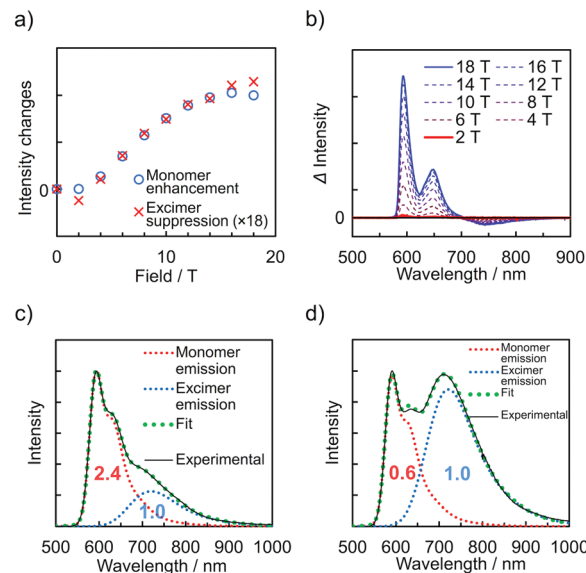 a)
Intensity changes
0
Monomer
enhancement
Excimer
suppression (×18)
0
10
20
Field / T
b)
Δ Intensity
18 T
16 T
14 T
12 T
10 T
8 T
6 T
4 T
2 T
0
500
600
700
800
900
Wavelength / nm
c)
Intensity
Monomer
emission
Excimer
emission
Fit
Experimental
2.4
1.0
500
600
700
800
900
1000
Wavelength / nm
d)
Intensity
Monomer
emission
Excimer
emission
Fit
Experimental
0.6
1.0
500
600
700
800
900
1000
Wavelength / nm